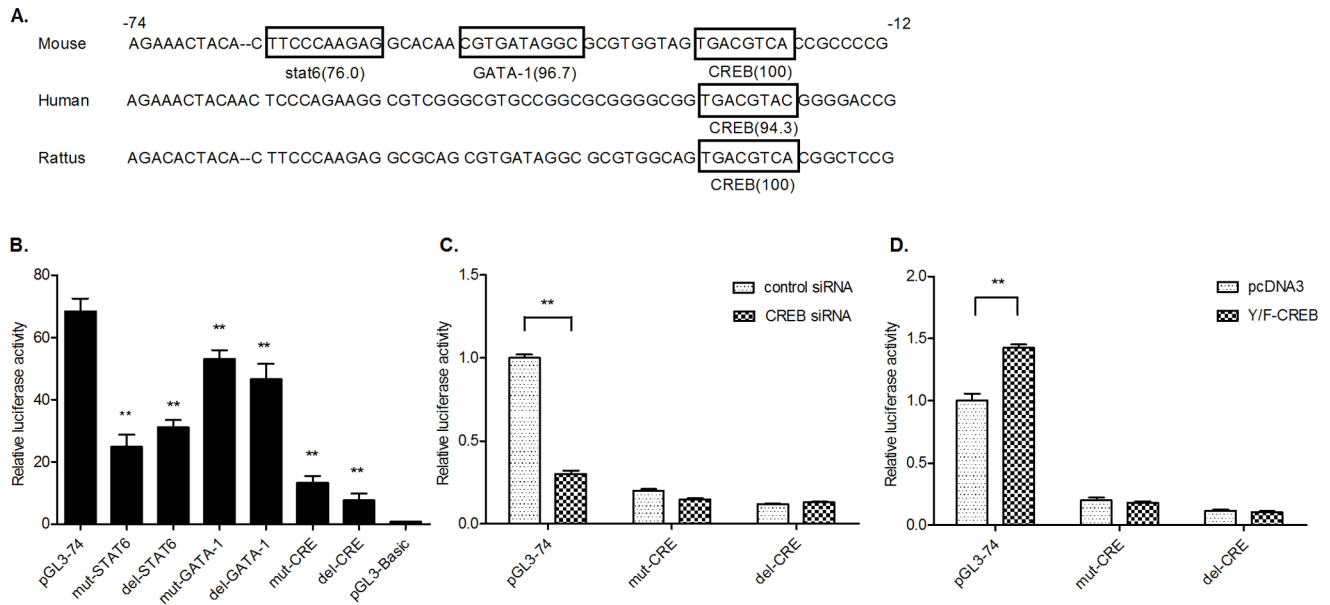 A.
-74 -12
Mouse AGAAACTACA--C TTCCCAAGAG GCACAA CGTGATAGGC GCGTGGTAG TGACGTCA CCGCCCCG
stat6(76.0) GATA-1(96.7) CREB(100)
Human AGAAACTACAAC TCCCAGAAGG CGTCGGGCGTGCCGGCGCGGGGCGG TGACGTAC GGGGACCG
CREB(94.3)
Rattus AGACACTACA--C TTCCCAAGAG GCGCAG CGTGATAGGC GCGTGGCAG TGACGTCA CGGCTCCG
CREB(100)
B.
Relative luciferase activity
80
60
40
20
0
** ** ** ** ** **
pGL3-74 mut-STAT6 del-STAT6 mut-GATA-1 del-GATA-1 mut-CRE del-CRE pGL3-Basic
C.
Relative luciferase activity
1.5
1.0
0.5
0.0
**
control siRNA
CREB siRNA
pGL3-74 mut-CRE del-CRE
D.
Relative luciferase activity
2.0
1.5
1.0
0.5
0.0
**
pcDNA3
Y/F-CREB
pGL3-74 mut-CRE del-CRE